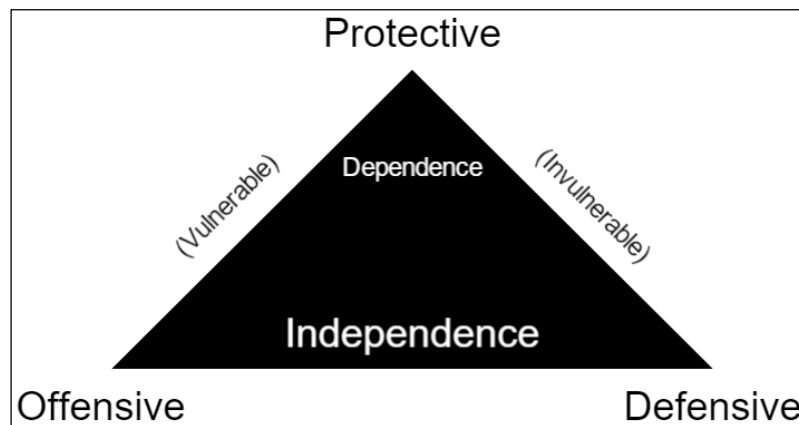 Protective
Dependence
(Vulnerable)
(Invulnerable)
Independence
Offensive
Defensive